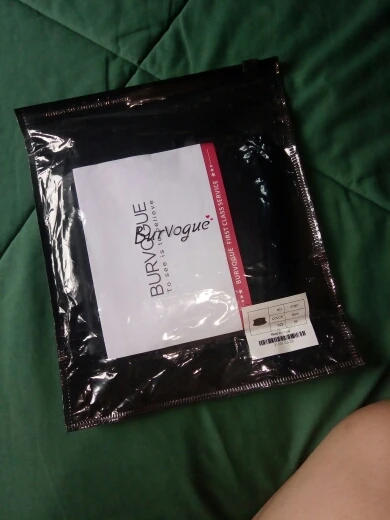 BurVogue
BURVOGUE
To see is to believe
BURVOGUE FIRST CLASS SERVICE